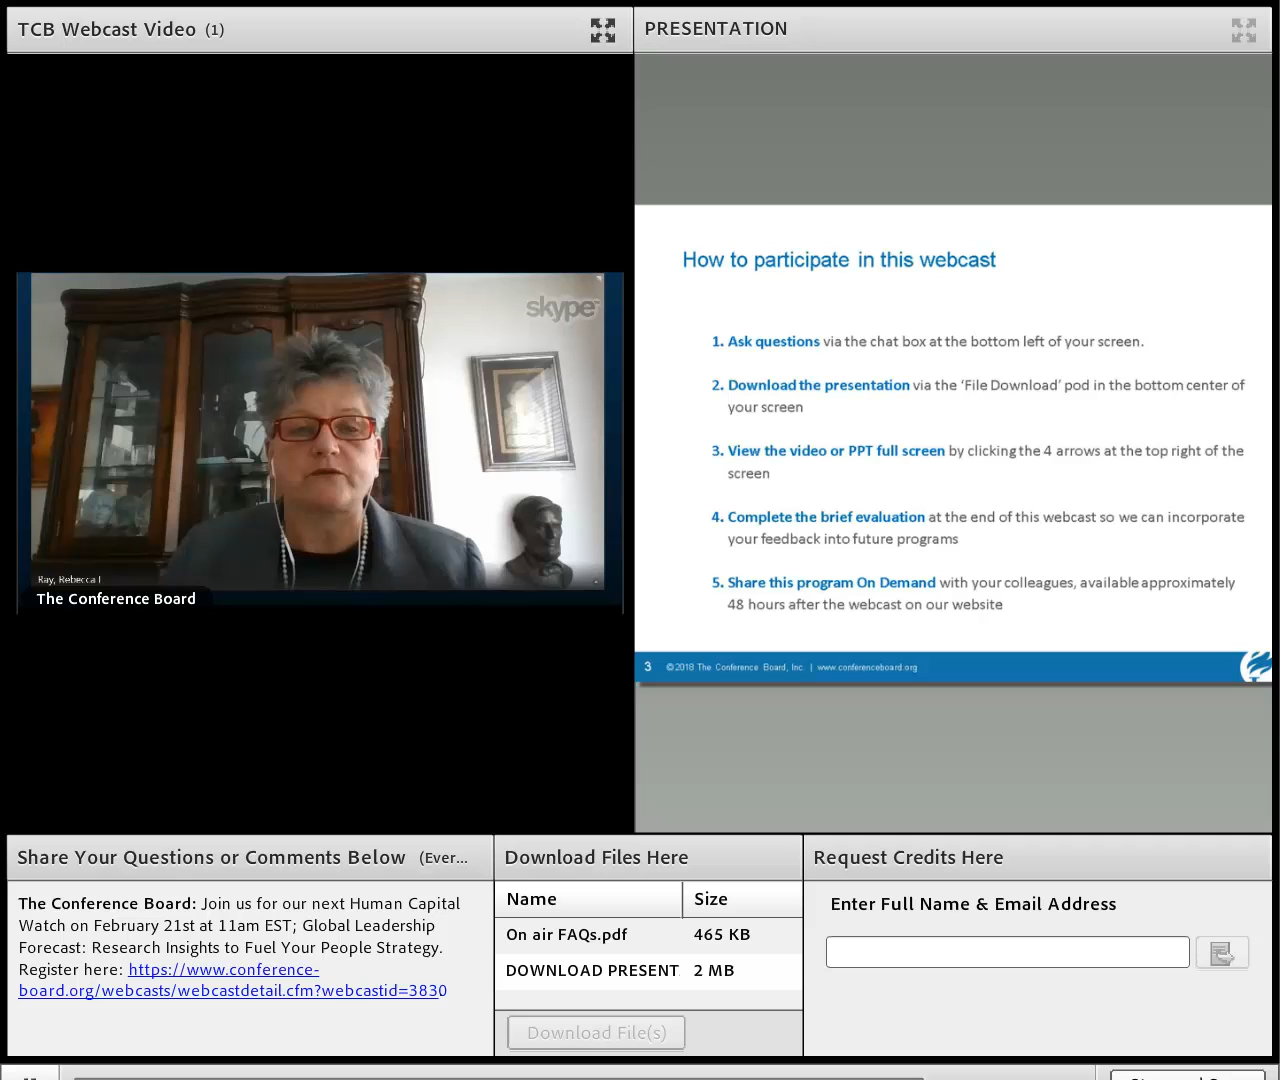 TCB Webcast Video (1)
PRESENTATION
skype
Ray, Rebecca l
The Conference Board
How to participate in this webcast
1. Ask questions via the chat box at the bottom left of your screen.
2. Download the presentation via the ‘File Download’ pod in the bottom center of
your screen
3. View the video or PPT full screen by clicking the 4 arrows at the top right of the
screen
4. Complete the brief evaluation at the end of this webcast so we can incorporate
your feedback into future programs
5. Share this program On Demand with your colleagues, available approximately
48 hours after the webcast on our website
3 ©2018 The Conference Board, Inc. | www.conferenceboard.org
Share Your Questions or Comments Below (Ever...
The Conference Board: Join us for our next Human Capital
Watch on February 21st at 11am EST; Global Leadership
Forecast: Research Insights to Fuel Your People Strategy.
Register here: https://www.conference-
board.org/webcasts/webcastdetail.cfm?webcastid=3830
Download Files Here
Name Size
On air FAQs.pdf 465 KB
DOWNLOAD PRESENT 2 MB
Download File(s)
Request Credits Here
Enter Full Name & Email Address